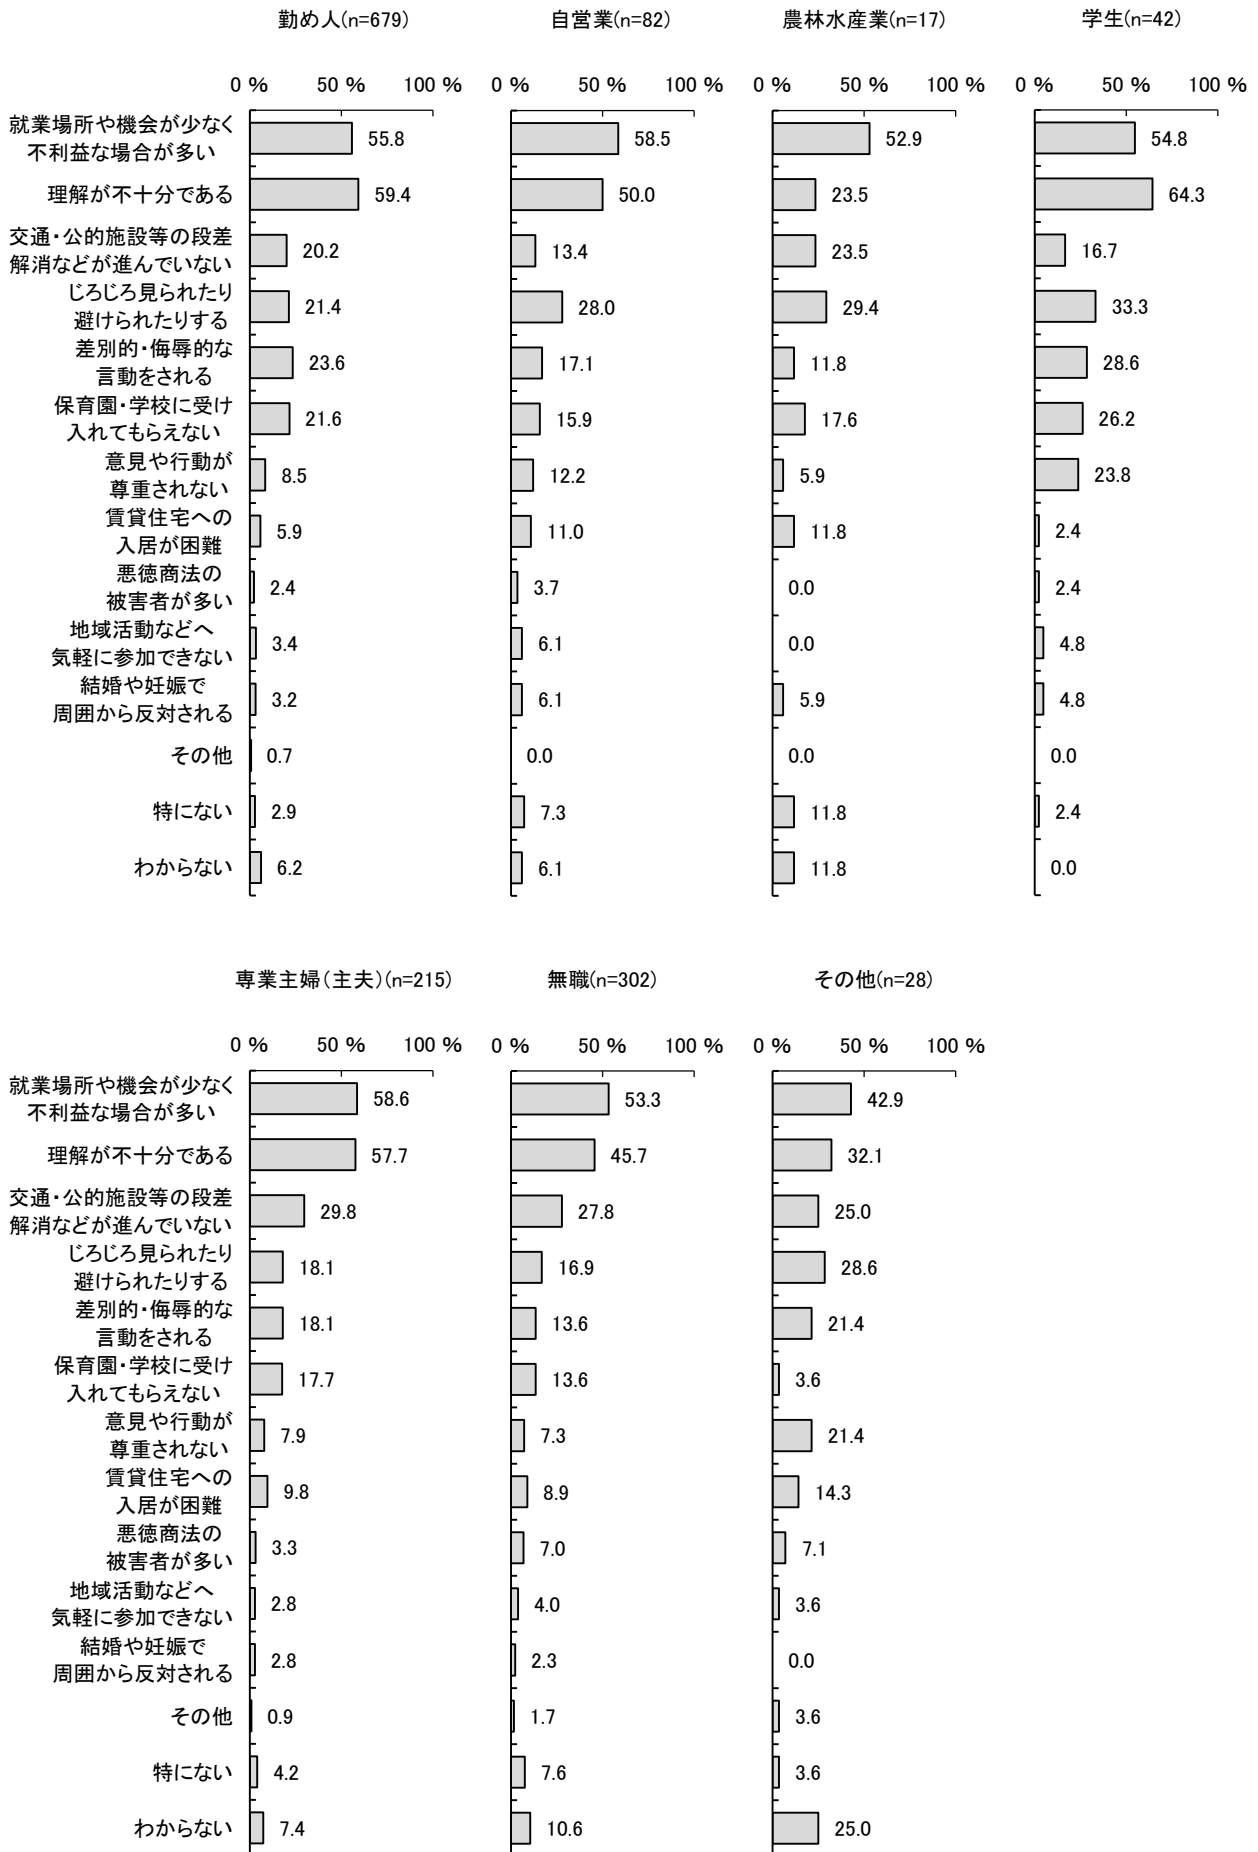 勤め人(n=679) 自営業(n=82) 農林水産業(n=17) 学生(n=42)
0 % 50 % 100 % 0 % 50 % 100 % 0 % 50 % 100 % 0 % 50 % 100 %
就業場所や機会が少なく
不利益な場合が多い 55.8 58.5 52.9 54.8
理解が不十分である 59.4 50.0 23.5 64.3
交通・公的施設等の段差
解消などが進んでいない 20.2 13.4 23.5 16.7
じろじろ見られたり
避けられたりする 21.4 28.0 29.4 33.3
差別的・侮辱的な
言動をされる 23.6 17.1 11.8 28.6
保育園・学校に受け
入れてもらえない 21.6 15.9 17.6 26.2
意見や行動が
尊重されない 8.5 12.2 5.9 23.8
賃貸住宅への
入居が困難 5.9 11.0 11.8 2.4
悪徳商法の
被害者が多い 2.4 3.7 0.0 2.4
地域活動などへ
気軽に参加できない 3.4 6.1 0.0 4.8
結婚や妊娠で
周囲から反対される 3.2 6.1 5.9 4.8
その他 0.7 0.0 0.0 0.0
特にない 2.9 7.3 11.8 2.4
わからない 6.2 6.1 11.8 0.0
専業主婦(主夫)(n=215) 無職(n=302) その他(n=28)
0 % 50 % 100 % 0 % 50 % 100 % 0 % 50 % 100 %
就業場所や機会が少なく
不利益な場合が多い 58.6 53.3 42.9
理解が不十分である 57.7 45.7 32.1
交通・公的施設等の段差
解消などが進んでいない 29.8 27.8 25.0
じろじろ見られたり
避けられたりする 18.1 16.9 28.6
差別的・侮辱的な
言動をされる 18.1 13.6 21.4
保育園・学校に受け
入れてもらえない 17.7 13.6 3.6
意見や行動が
尊重されない 7.9 7.3 21.4
賃貸住宅への
入居が困難 9.8 8.9 14.3
悪徳商法の
被害者が多い 3.3 7.0 7.1
地域活動などへ
気軽に参加できない 2.8 4.0 3.6
結婚や妊娠で
周囲から反対される 2.8 2.3 0.0
その他 0.9 1.7 3.6
特にない 4.2 7.6 3.6
わからない 7.4 10.6 25.0